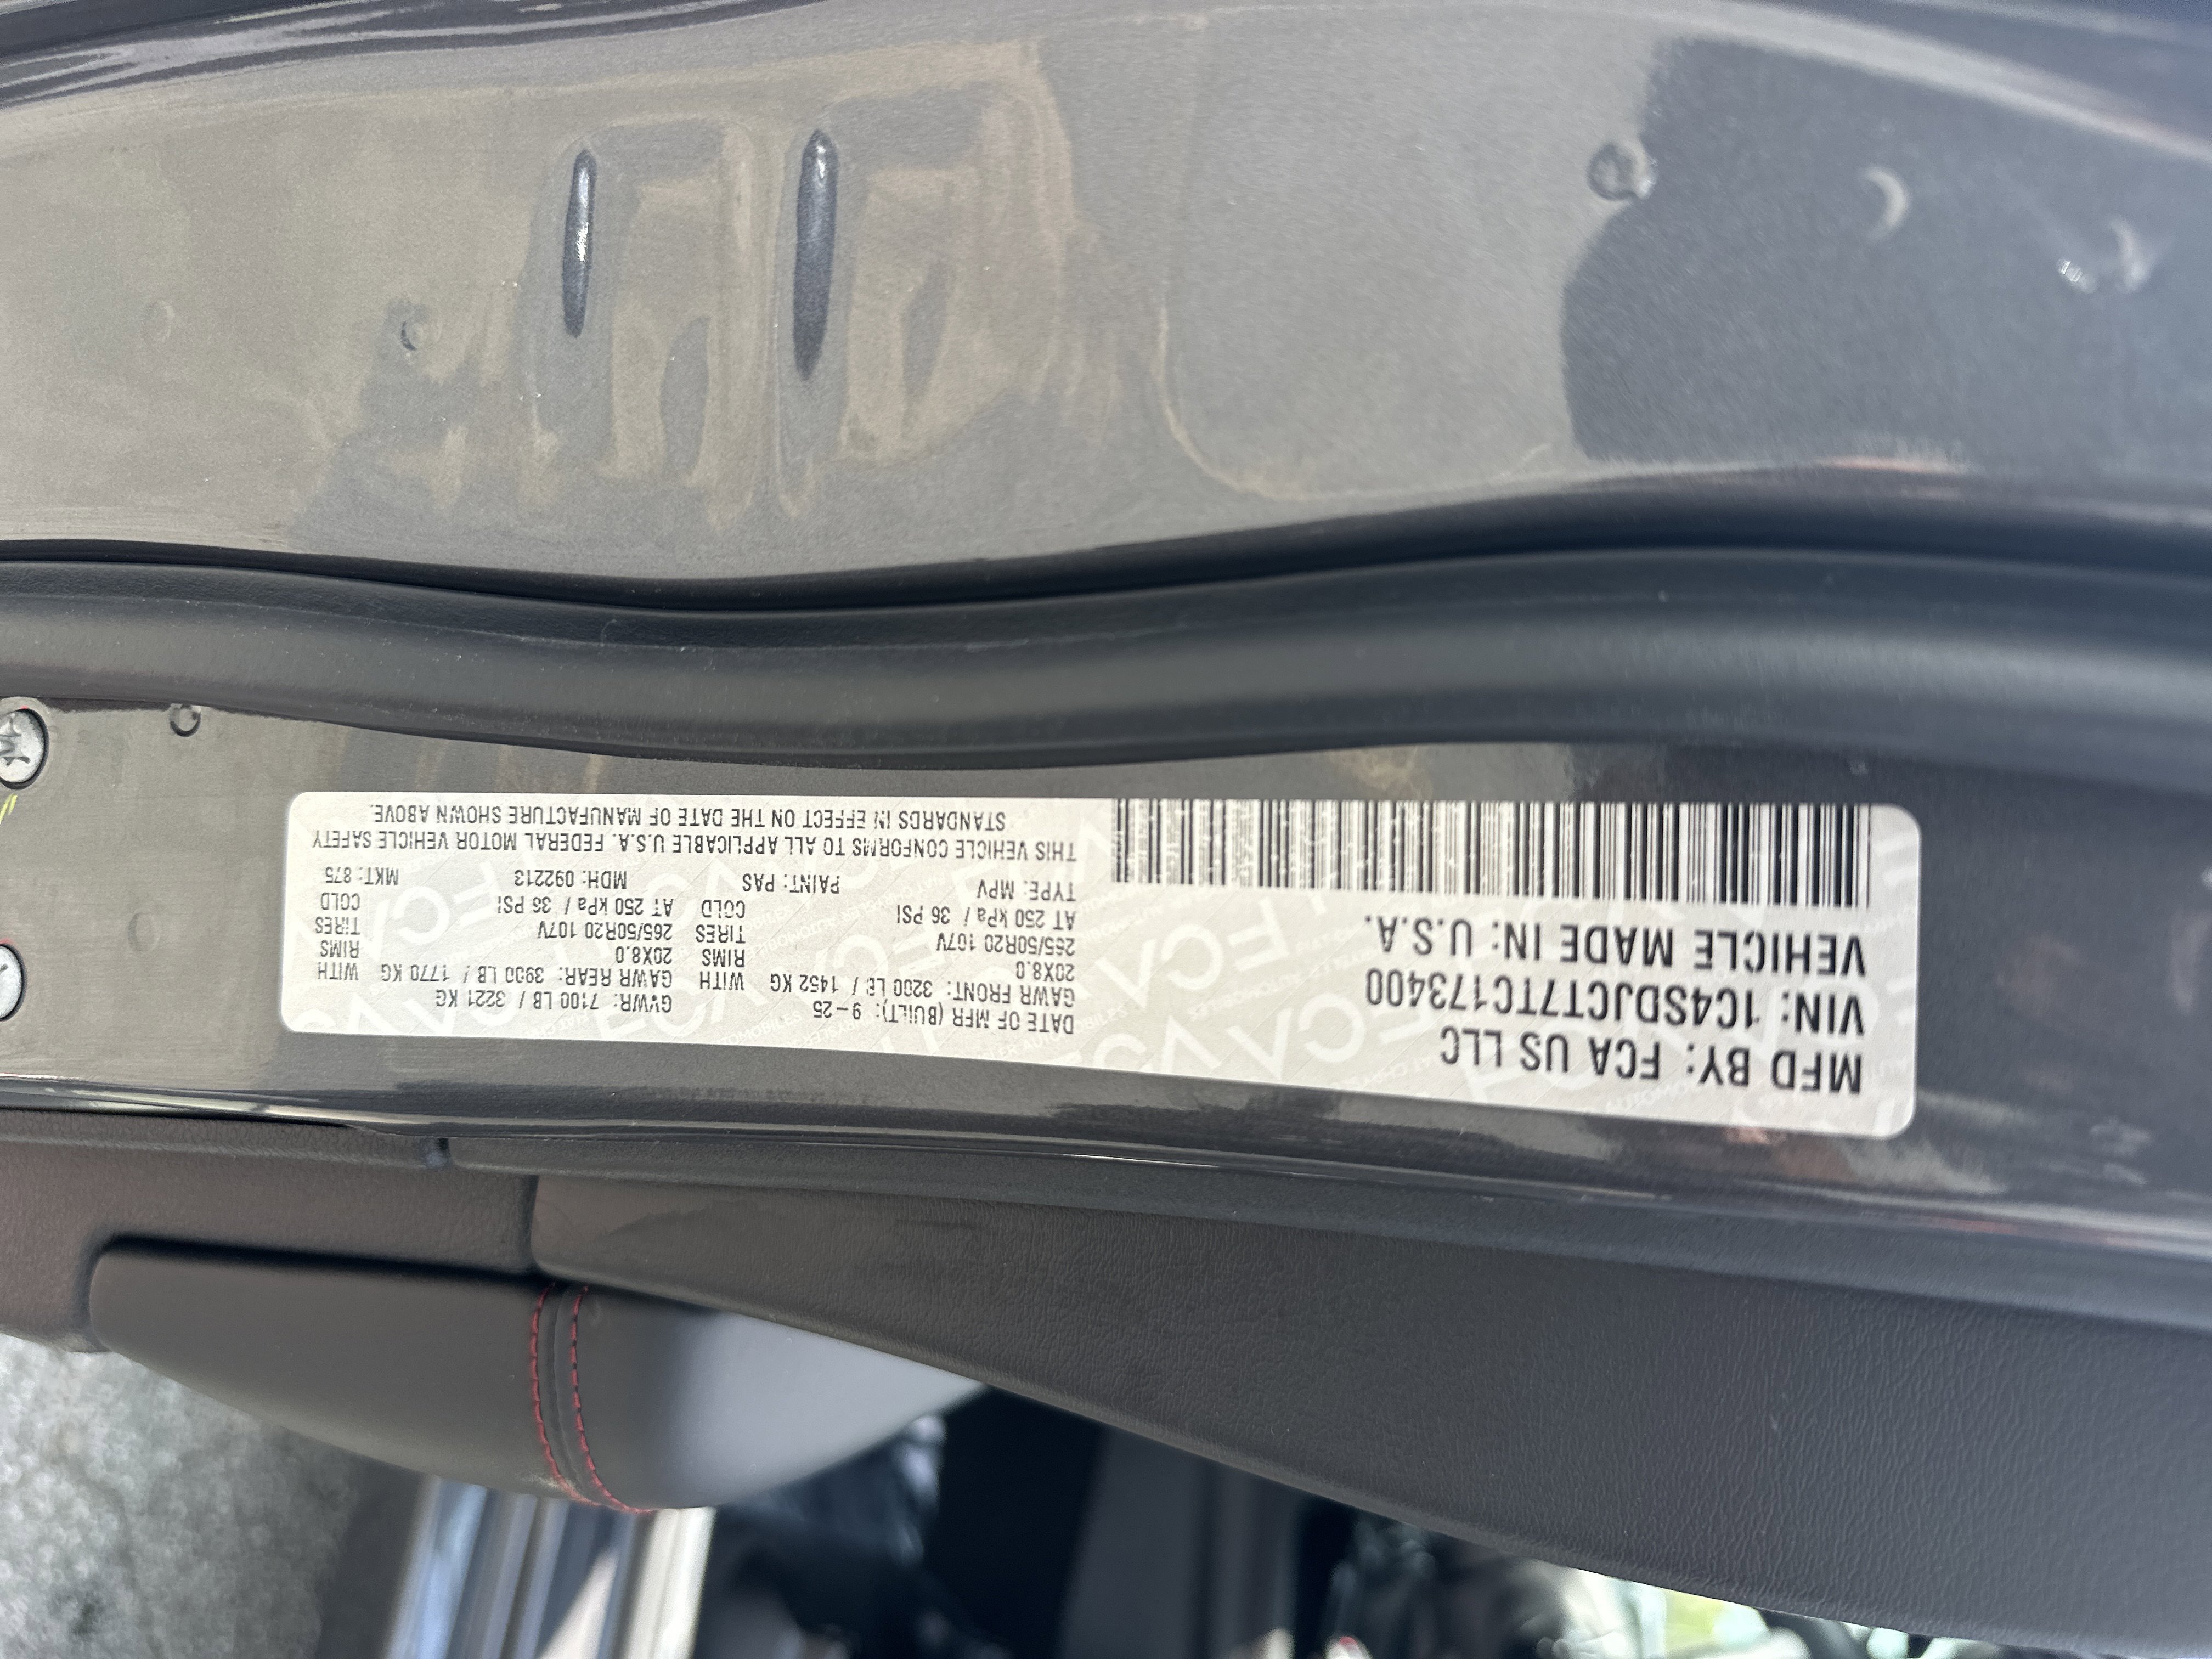 MFD BY: FCA US LLC
VIN: 1C4SDJCT7TC173400
VEHICLE MADE IN: U.S.A.
DATE OF MFR (BUILT): 9-25 GVWR: 7100 LB / 3221 KG
GAWR FRONT: 3200 LB / 1452 KG WITH GAWR REAR: 3900 LB / 1770 KG WITH
20X8.0 RIMS 20X8.0 RIMS
265/50R20 107V TIRES 265/50R20 107V TIRES
AT 250 kPa / 36 PSI COLD AT 250 kPa / 36 PSI COLD
TYPE: MPV PAINT: PAS MDH: 092213 MKT: 875
THIS VEHICLE CONFORMS TO ALL APPLICABLE U.S.A. FEDERAL MOTOR VEHICLE SAFETY
STANDARDS IN EFFECT ON THE DATE OF MANUFACTURE SHOWN ABOVE.